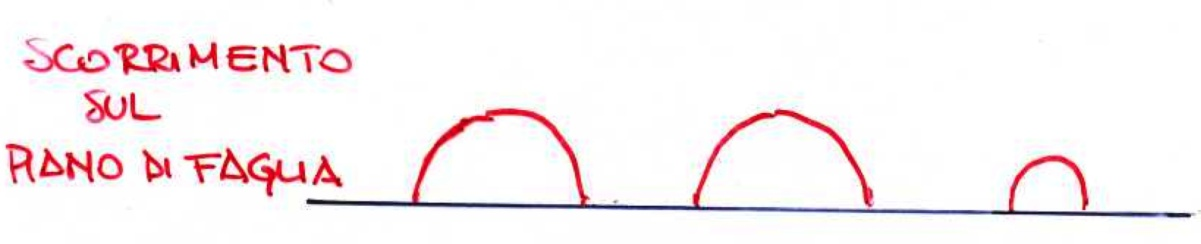 SCORRIMENTO
SUL
PIANO DI FAGLIA